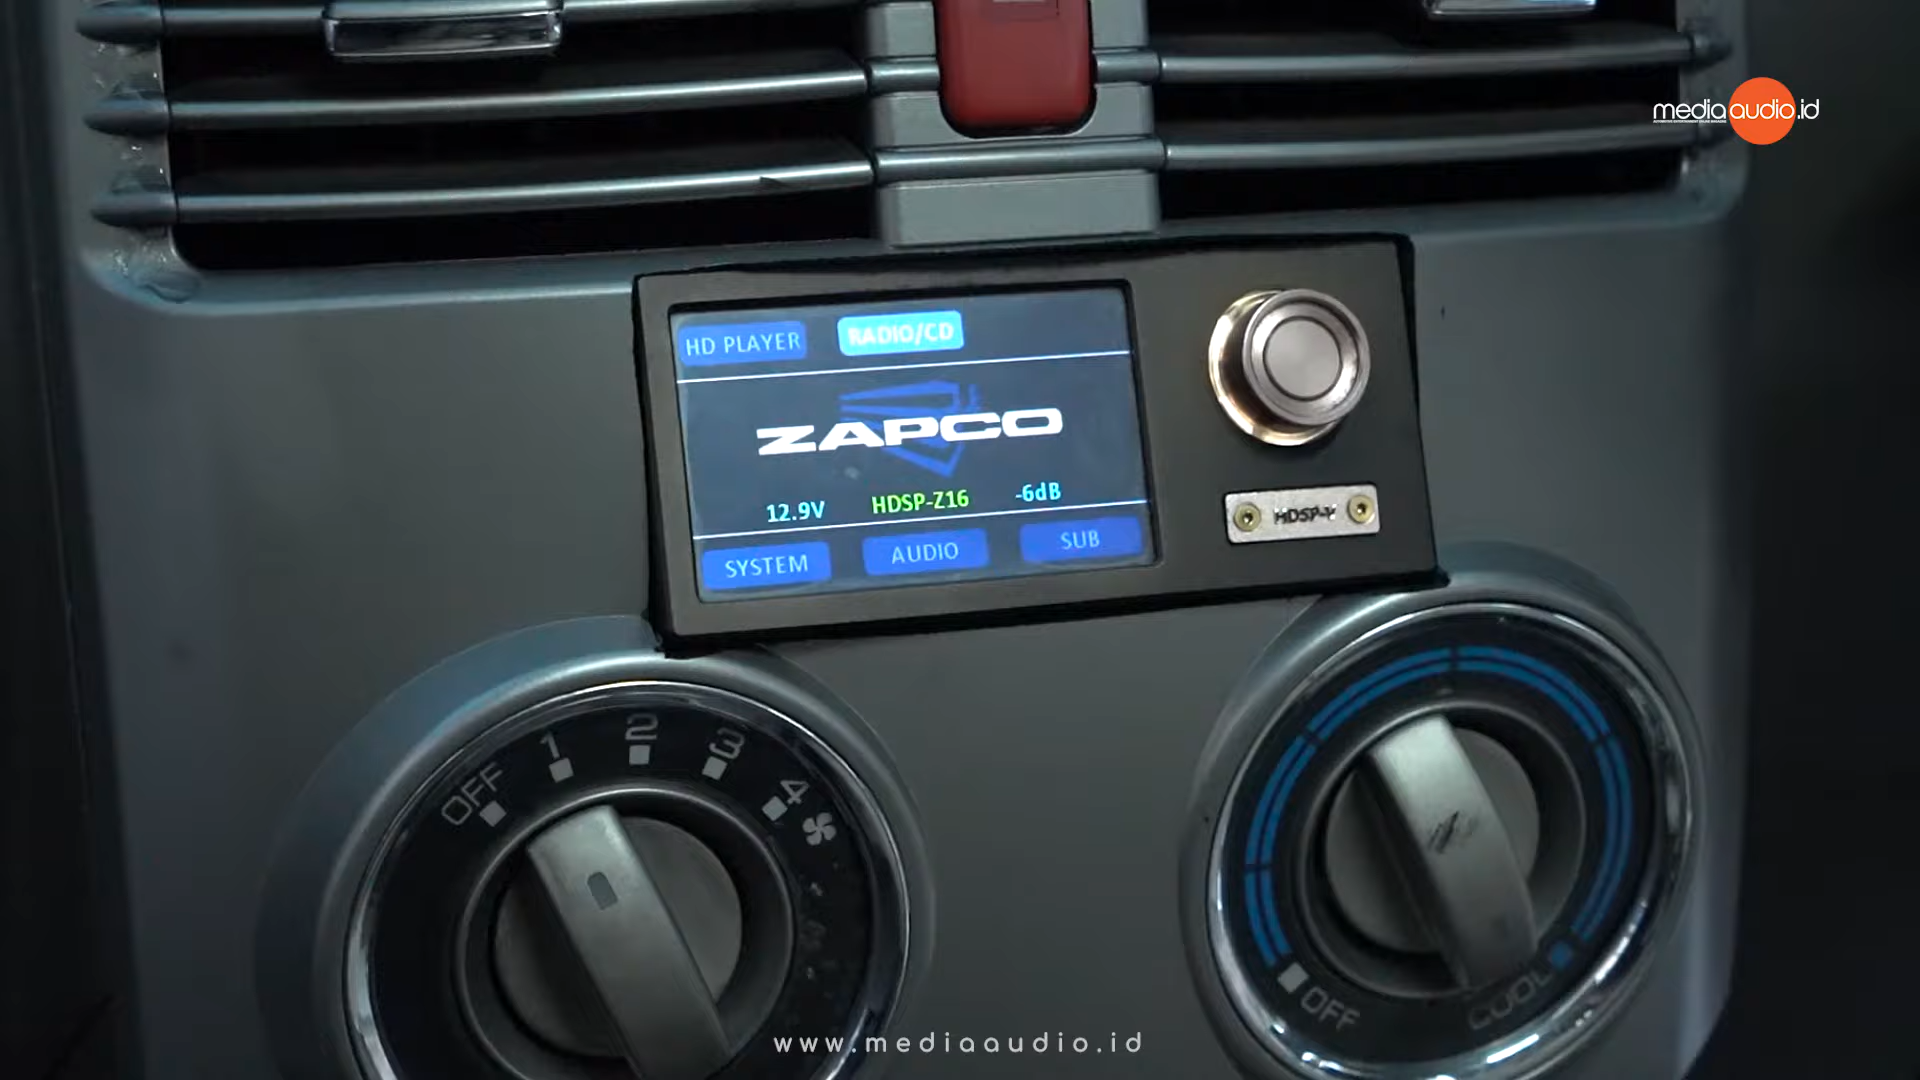 mediaaudio.id
HD PLAYER
RADIO/CD
ZAPCO
12.9V
HDSP-Z16
-6dB
SYSTEM
AUDIO
SUB
HDSP-V
OFF
1
2
3
4
OFF
COOL
www.mediaaudio.id